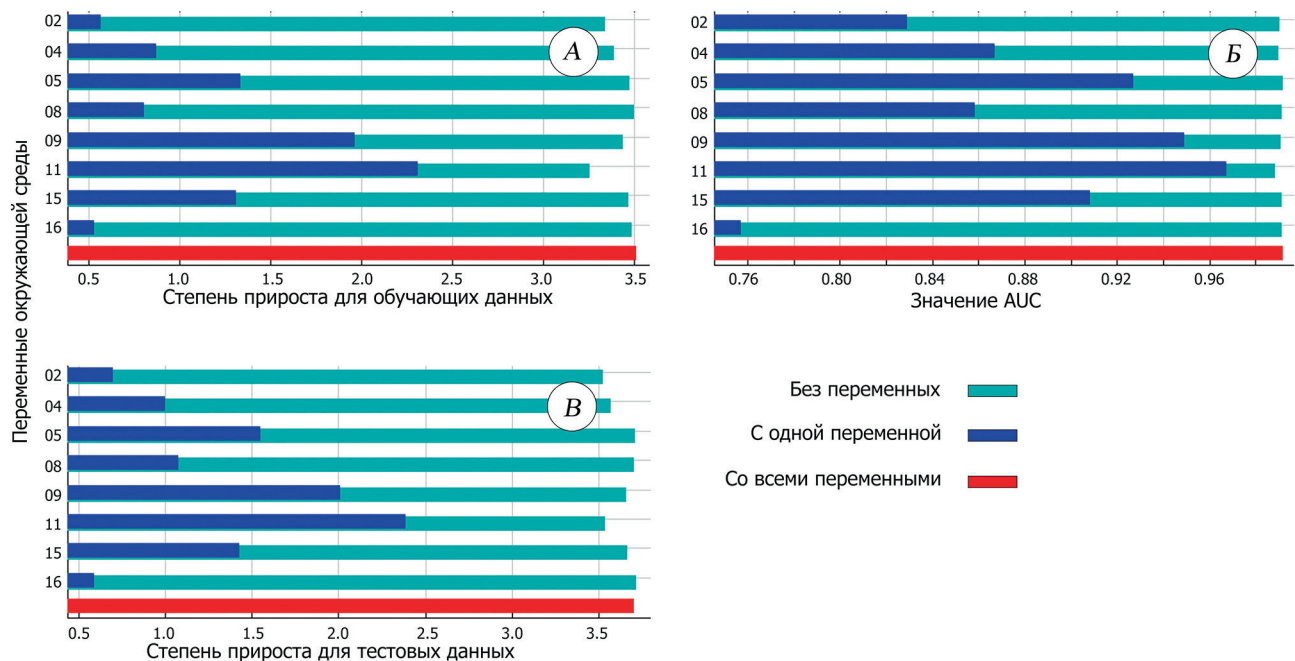 Переменные окружающей среды
02
04
05
08
09
11
15
16
А
0.5 1.0 1.5 2.0 2.5 3.0 3.5
Степень прироста для обучающих данных
02
04
05
08
09
11
15
16
Б
0.76 0.80 0.84 0.88 0.92 0.96
Значение AUC
02
04
05
08
09
11
15
16
В
0.5 1.0 1.5 2.0 2.5 3.0 3.5
Степень прироста для тестовых данных
Без переменных
С одной переменной
Со всеми переменными